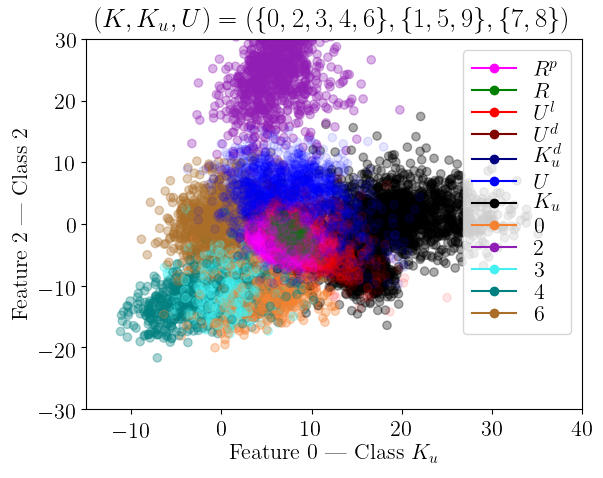 (K, K_u, U) = ({0, 2, 3, 4, 6}, {1, 5, 9}, {7, 8})
30
20
10
0
−10
−20
−30
Feature 2 — Class 2
−10
0
10
20
30
40
Feature 0 — Class K_u
R^p
R
U^l
U^d
K_u^d
U
K_u
0
2
3
4
6